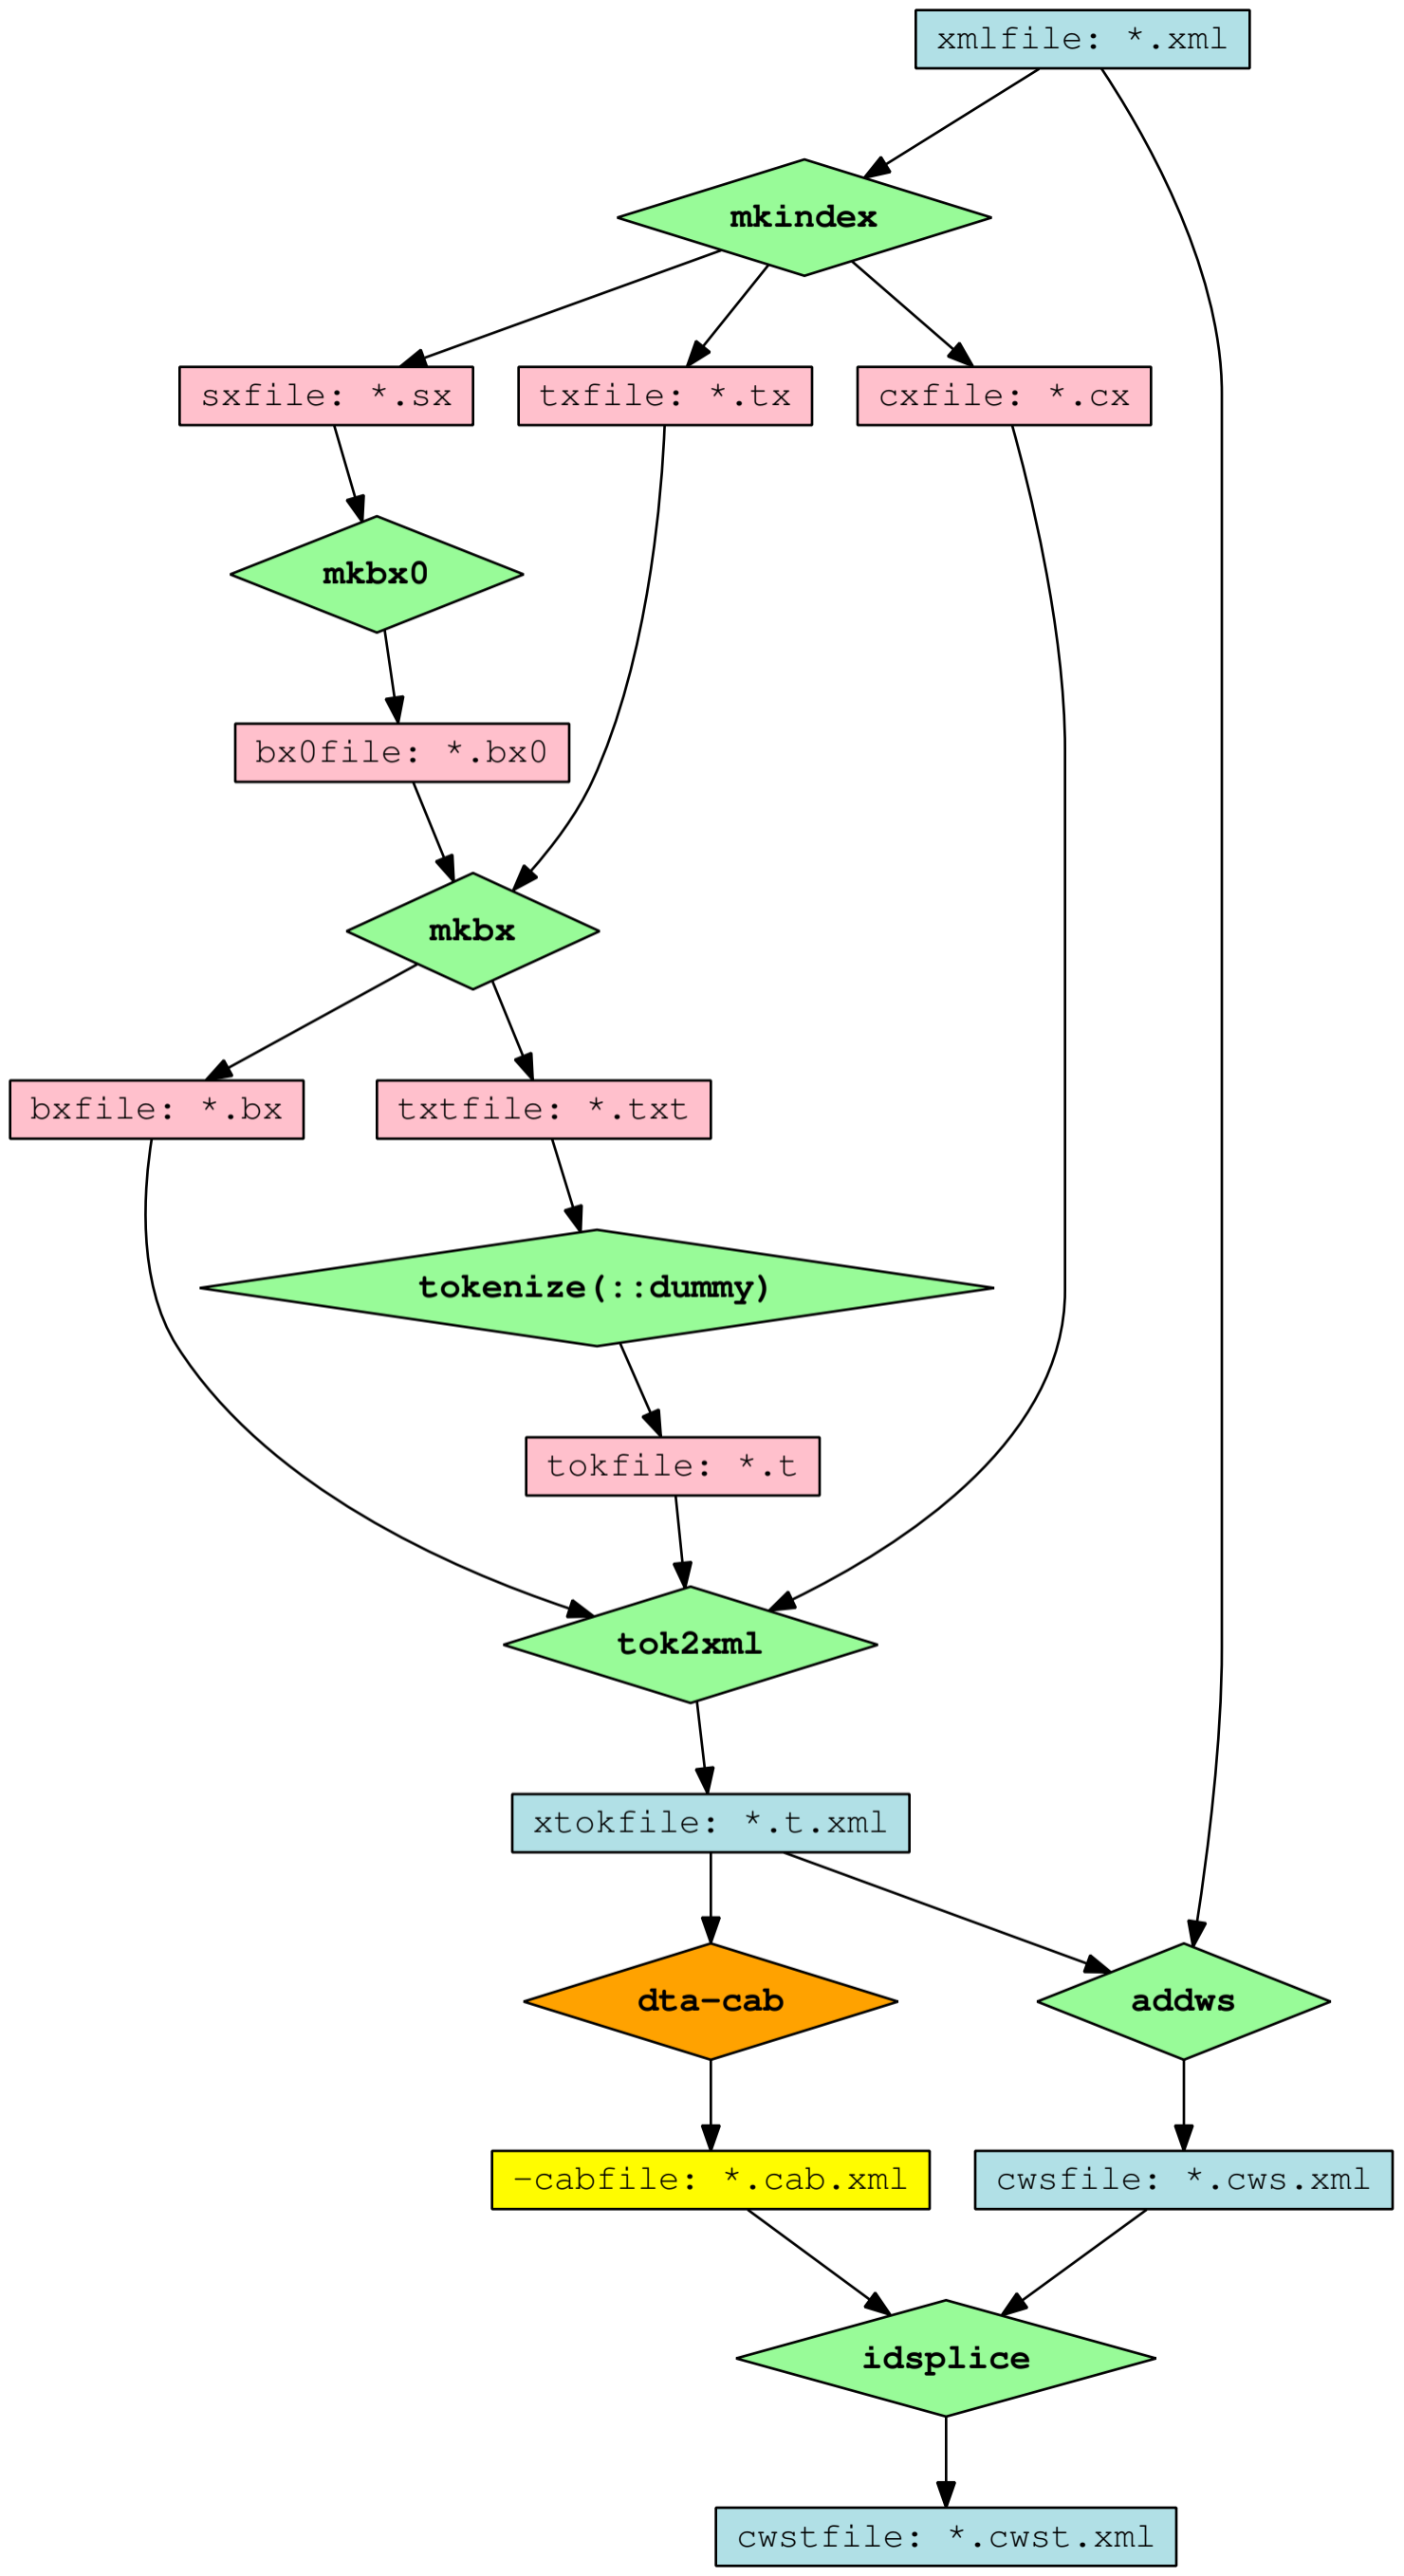 xmlfile: *.xml
mkindex
sxfile: *.sx
txfile: *.tx
cxfile: *.cx
mkbx0
bx0file: *.bx0
mkbx
bxfile: *.bx
txtfile: *.txt
tokenize(::dummy)
tokfile: *.t
tok2xml
xtokfile: *.t.xml
dta-cab
addws
-cabfile: *.cab.xml
cwsfile: *.cws.xml
idsplice
cwstfile: *.cwst.xml